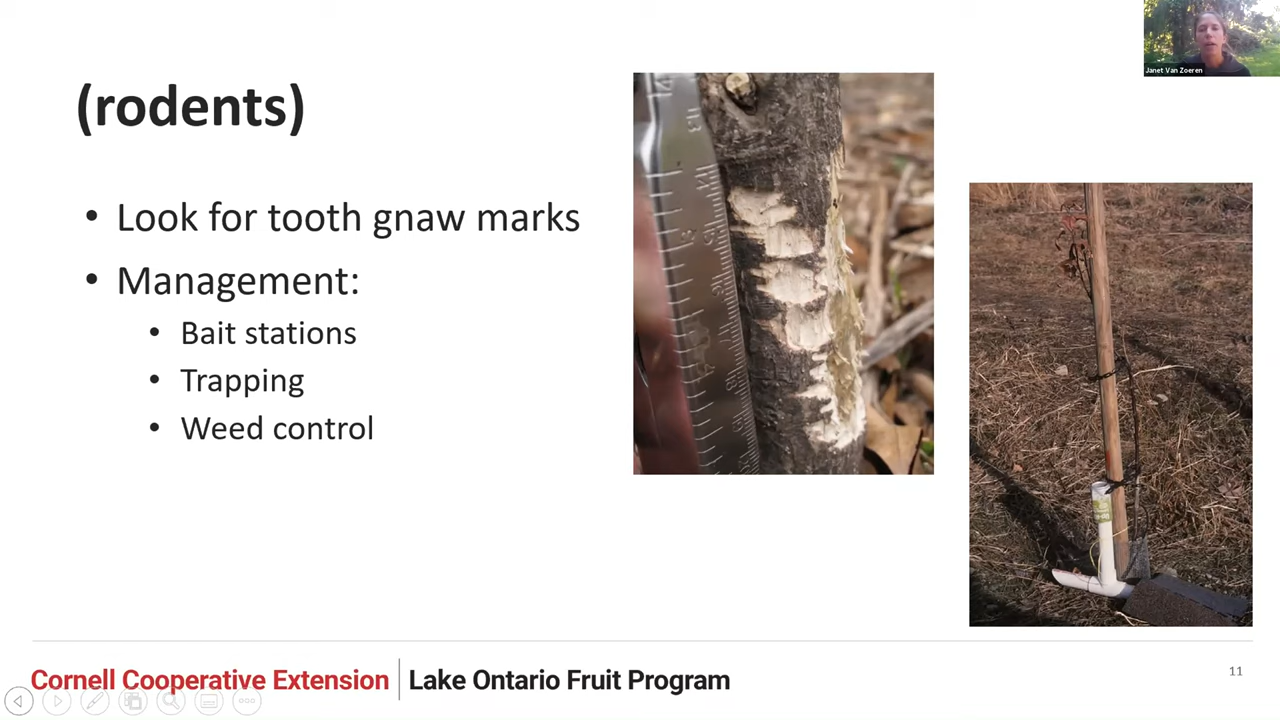 Janet Van Zoeren
(rodents)
• Look for tooth gnaw marks
• Management:
• Bait stations
• Trapping
• Weed control
Cornell Cooperative Extension | Lake Ontario Fruit Program
11